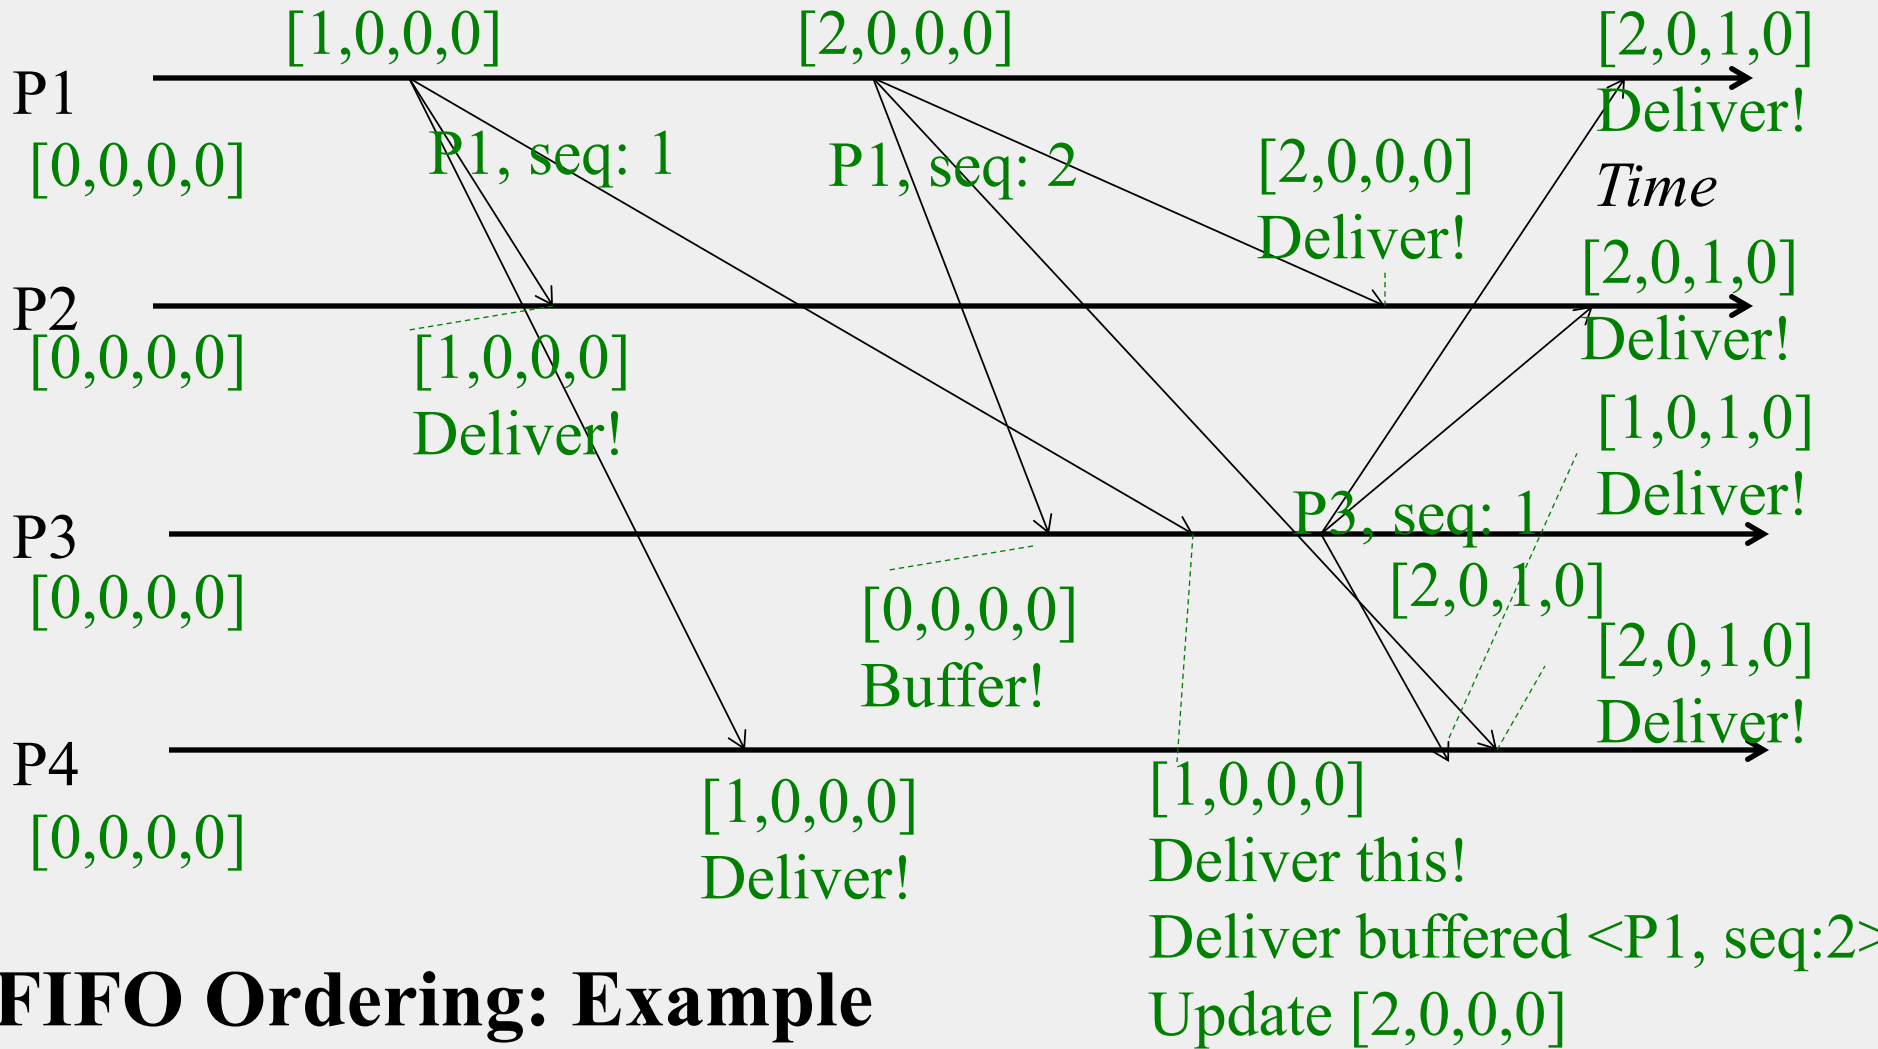 [1,0,0,0]
[2,0,0,0]
[2,0,1,0]
P1
Deliver!
[0,0,0,0]
P1, seq: 1
P1, seq: 2
[2,0,0,0]
Deliver!
Time
P2
[0,0,0,0]
[1,0,0,0]
Deliver!
[2,0,1,0]
Deliver!
[1,0,1,0]
Deliver!
P3
[0,0,0,0]
P3, seq: 1
[2,0,1,0]
[0,0,0,0]
Buffer!
[2,0,1,0]
Deliver!
P4
[0,0,0,0]
[1,0,0,0]
Deliver!
[1,0,0,0]
Deliver this!
Deliver buffered <P1, seq:2>
Update [2,0,0,0]
FIFO Ordering: Example